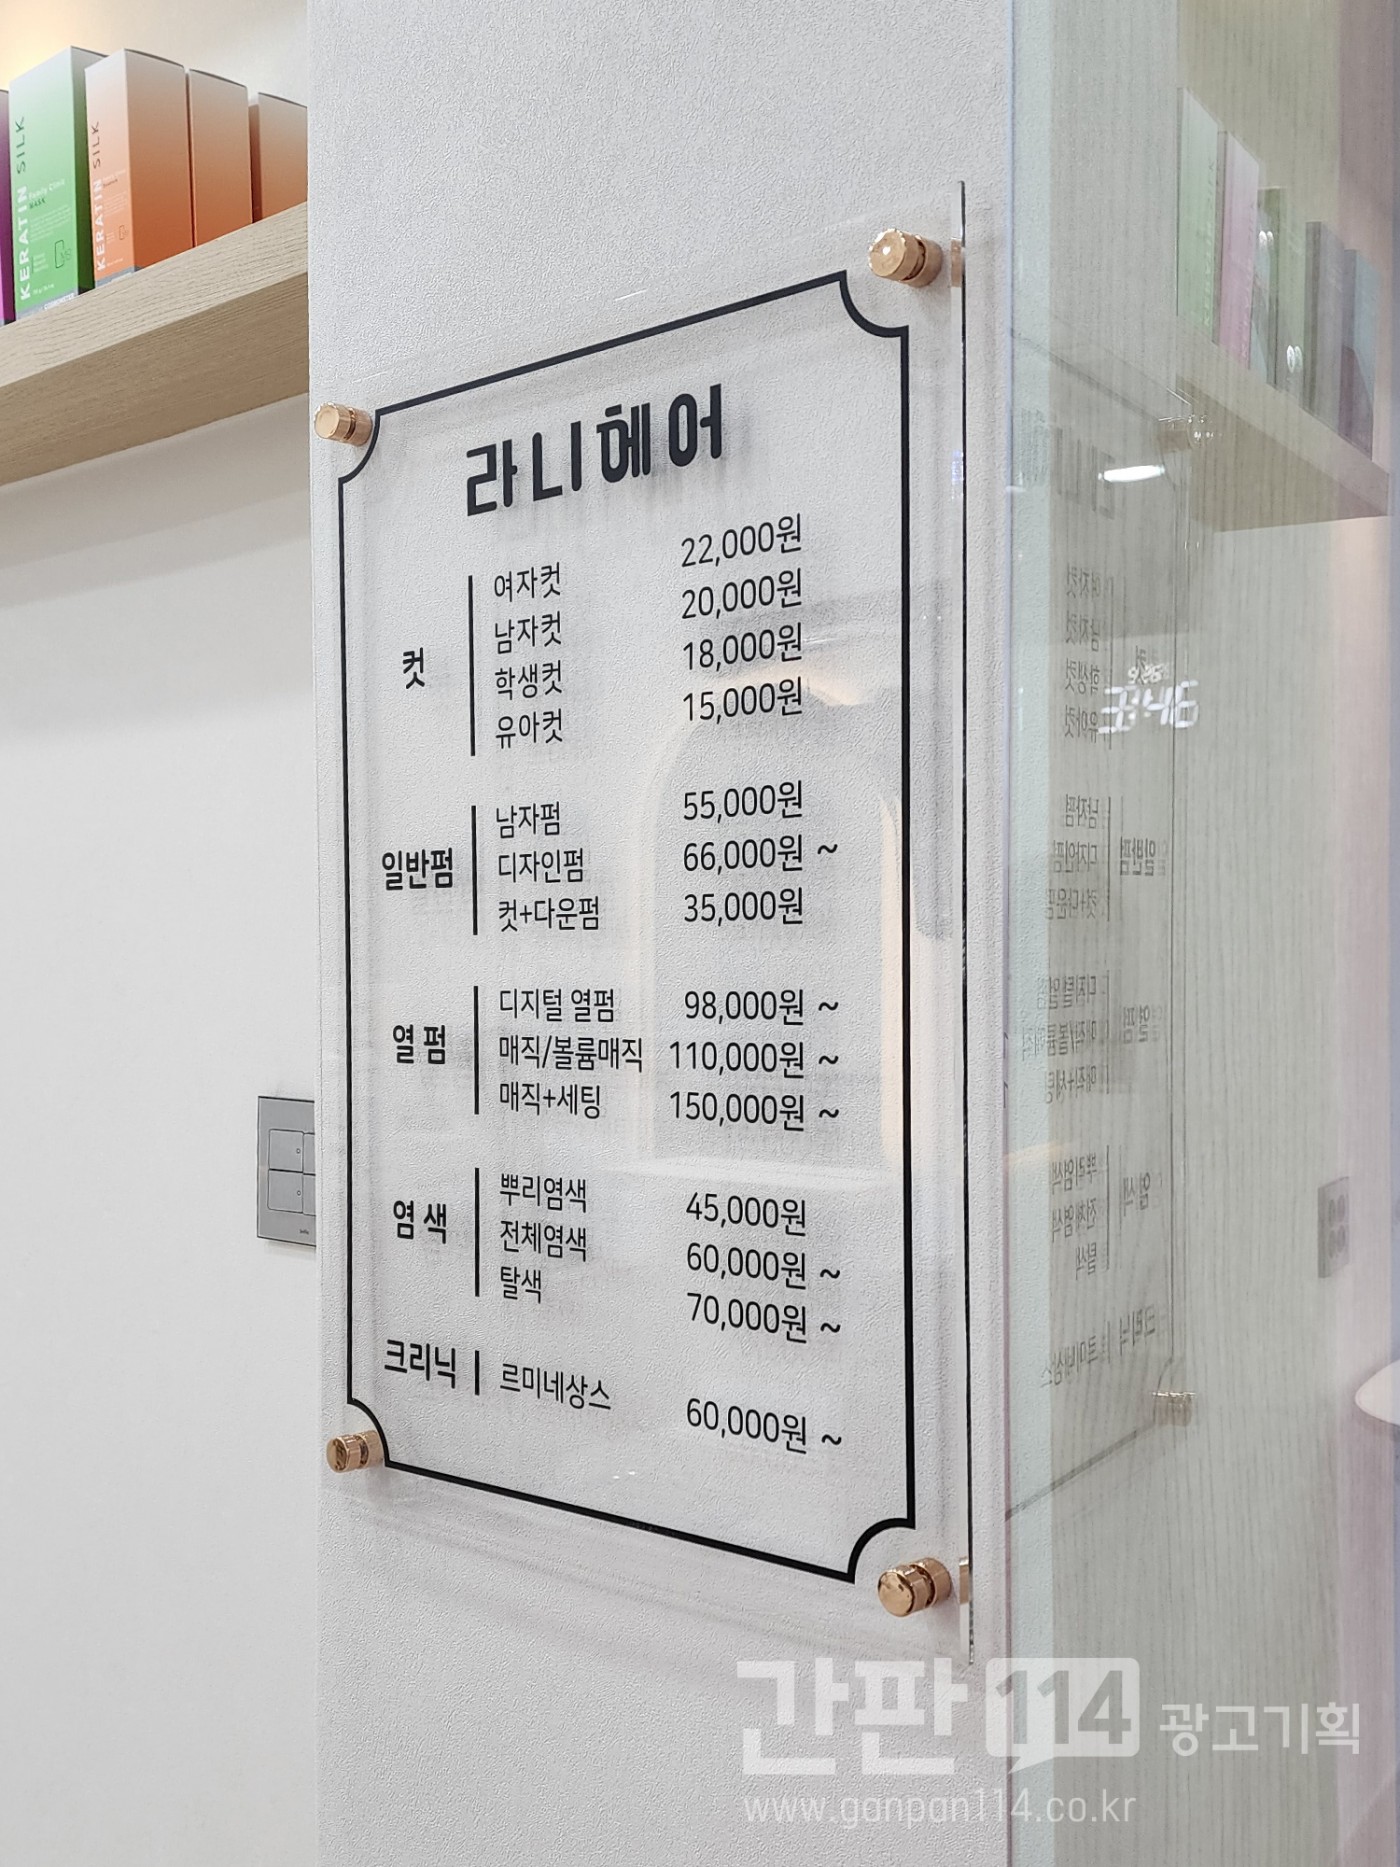 KERATIN SILK
Family Clinic
MASK
KERATIN SILK
라니헤어
컷
여자컷 22,000원
남자컷 20,000원
학생컷 18,000원
유아컷 15,000원
일반펌
남자펌 55,000원
디자인펌 66,000원 ~
컷+다운펌 35,000원
열펌
디지털 열펌 98,000원 ~
매직/볼륨매직 110,000원 ~
매직+세팅 150,000원 ~
염색
뿌리염색 45,000원
전체염색 60,000원 ~
탈색 70,000원 ~
크리닉
르미네상스 60,000원 ~
간판 114 광고기획
www.ganpan114.co.kr